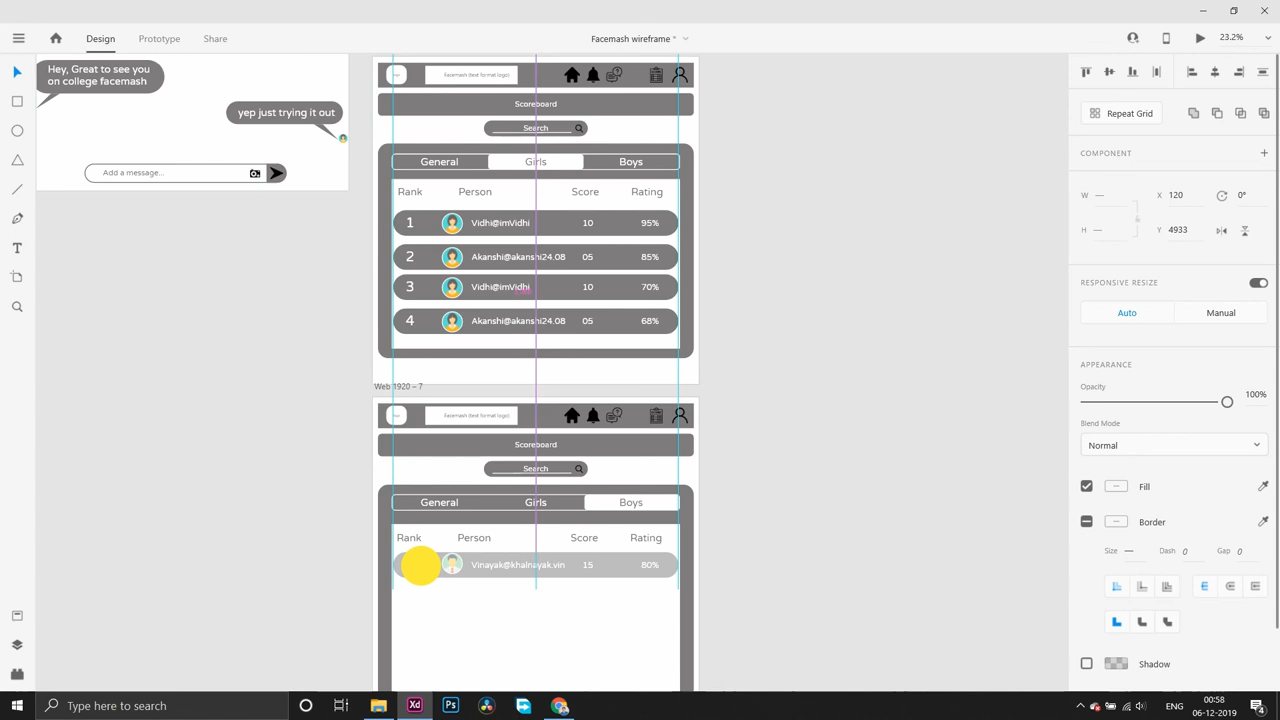 Design
Prototype
Share
Facemash wireframe *
23.2%
Hey, Great to see you
on college facemash
yep just trying it out
Add a message...
Facemash (text format logo)
Scoreboard
Search
General
Girls
Boys
Rank
Person
Score
Rating
1
Vidhi@imVidhi
10
95%
2
Akanshi@akanshi24.08
05
85%
3
Vidhi@imVidhi
10
70%
4
Akanshi@akanshi24.08
05
68%
Web 1920 – 7
Facemash (text format logo)
Scoreboard
Search
General
Girls
Boys
Rank
Person
Score
Rating
Vinayak@khalnayak.vin
15
80%
Repeat Grid
COMPONENT
W
X
120
0°
H
Y
4933
RESPONSIVE RESIZE
Auto
Manual
APPEARANCE
Opacity
100%
Blend Mode
Normal
Fill
Border
Size
Dash
0
Gap
0
Shadow
Type here to search
Xd
Ps
ENG
00:58
06-12-2019
4